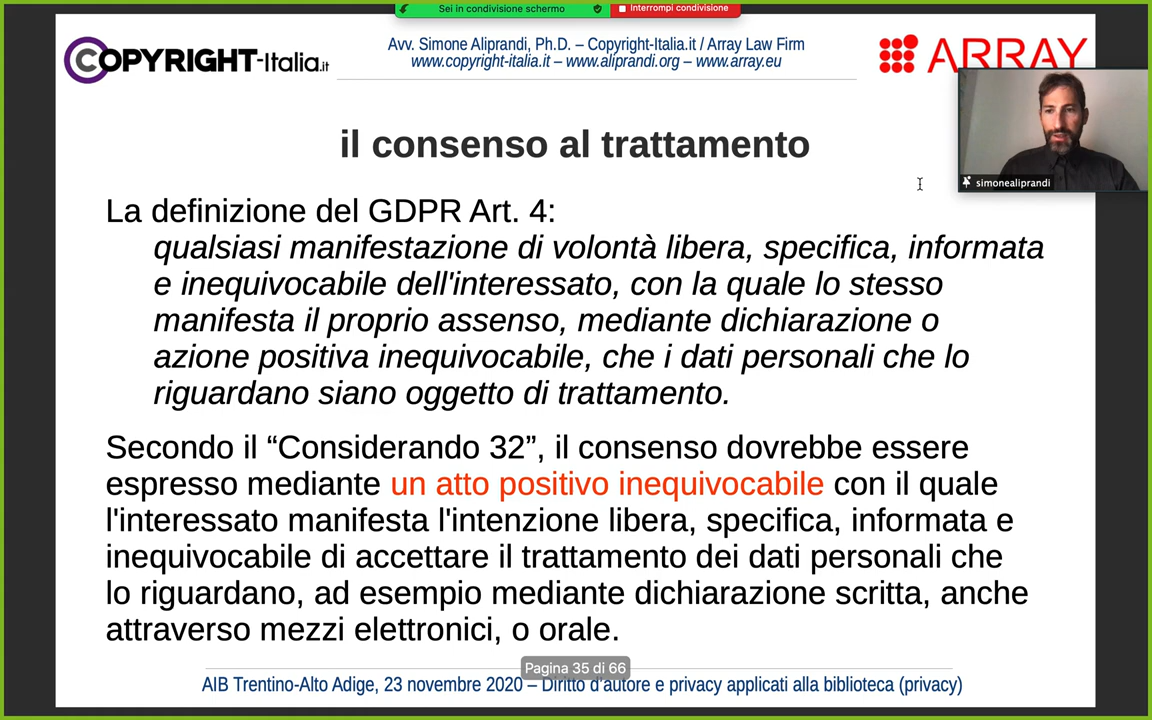 Sei in condivisione schermo
Interrompi condivisione
COPYRIGHT-Italia.it
Avv. Simone Aliprandi, Ph.D. – Copyright-Italia.it / Array Law Firm
www.copyright-italia.it – www.aliprandi.org – www.array.eu
ARRAY
simonealiprandi
il consenso al trattamento
La definizione del GDPR Art. 4:
qualsiasi manifestazione di volontà libera, specifica, informata
e inequivocabile dell'interessato, con la quale lo stesso
manifesta il proprio assenso, mediante dichiarazione o
azione positiva inequivocabile, che i dati personali che lo
riguardano siano oggetto di trattamento.
Secondo il “Considerando 32”, il consenso dovrebbe essere
espresso mediante un atto positivo inequivocabile con il quale
l'interessato manifesta l'intenzione libera, specifica, informata e
inequivocabile di accettare il trattamento dei dati personali che
lo riguardano, ad esempio mediante dichiarazione scritta, anche
attraverso mezzi elettronici, o orale.
Pagina 35 di 66
AIB Trentino-Alto Adige, 23 novembre 2020 – Diritto d'autore e privacy applicati alla biblioteca (privacy)